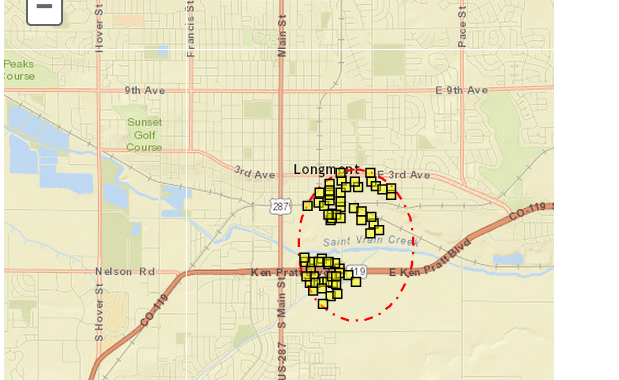 Hover St
Francis St
Main St
Pace St
Peaks
Course
9th Ave
E 9th Ave
Sunset
Golf
Course
Longmont
3rd Ave
E 3rd Ave
287
CO-119
Saint Vrain Creek
Nelson Rd
Ken Pratt
119
E Ken Pratt Blvd
S Hover St
CO-119
S Main St
US-287